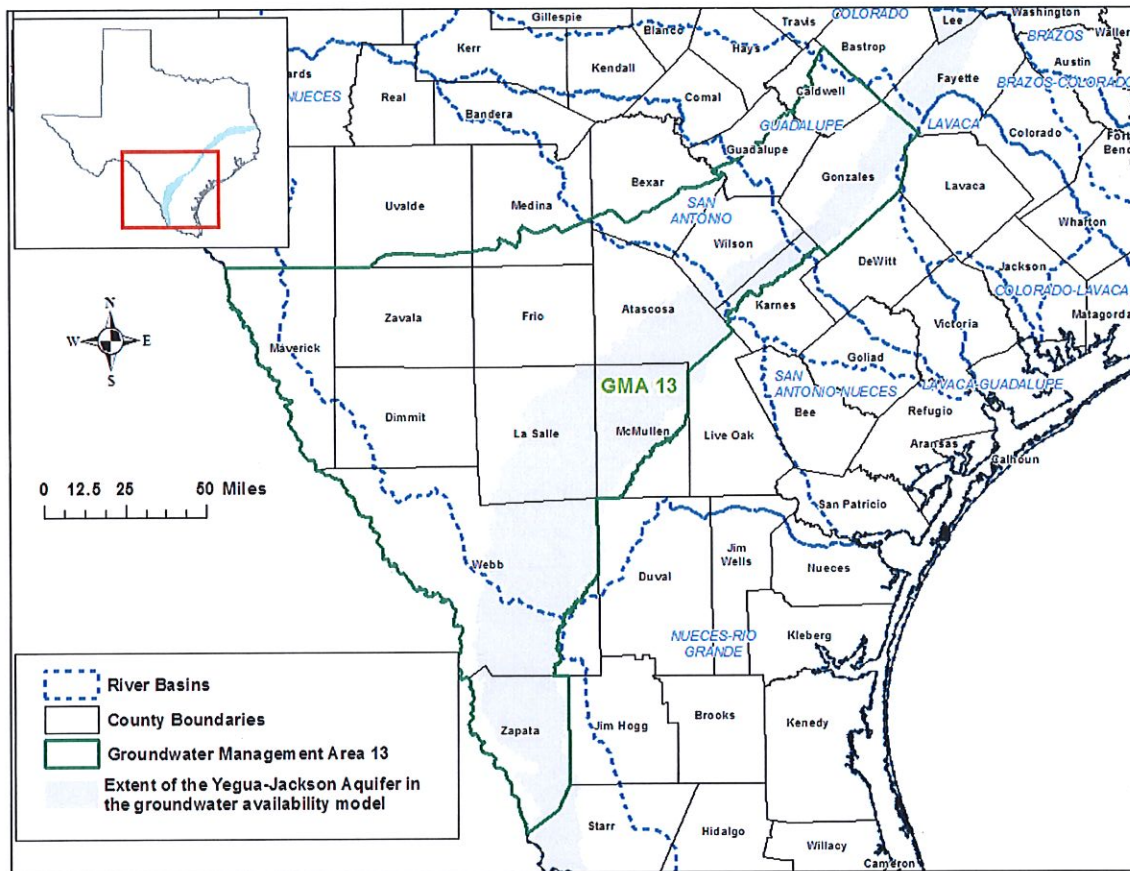 Gillespie
Travis
COLORADO
Lee
Washington
BRAZOS
Blanco
Hays
Bastrop
Waller
Kerr
Austin
Kendall
Fayette
BRAZOS-COLORADO
ards
NUECES
Real
Caldwell
Comal
Bandera
GUADALUPE
LAVACA
Colorado
Fort
Bend
Guadalupe
Bexar
Gonzales
Lavaca
Uvalde
Medina
SAN
ANTONIO
Wharton
Wilson
DeWitt
Jackson
COLORADO-LAVACA
Matagorda
Zavala
Frio
Atascosa
Karnes
Victoria
N
W
E
S
Maverick
Goliad
GMA 13
SAN
ANTONIO-NUECES
LAVACA-GUADALUPE
Dimmit
La Salle
McMullen
Live Oak
Bee
Refugio
Aransas
Calhoun
0 12.5 25 50 Miles
San Patricio
Webb
Duval
Jim
Wells
Nueces
NUECES-RIO
GRANDE
Kleberg
River Basins
County Boundaries
Groundwater Management Area 13
Extent of the Yegua-Jackson Aquifer in
the groundwater availability model
Zapata
Jim Hogg
Brooks
Kenedy
Starr
Hidalgo
Willacy
Cameron